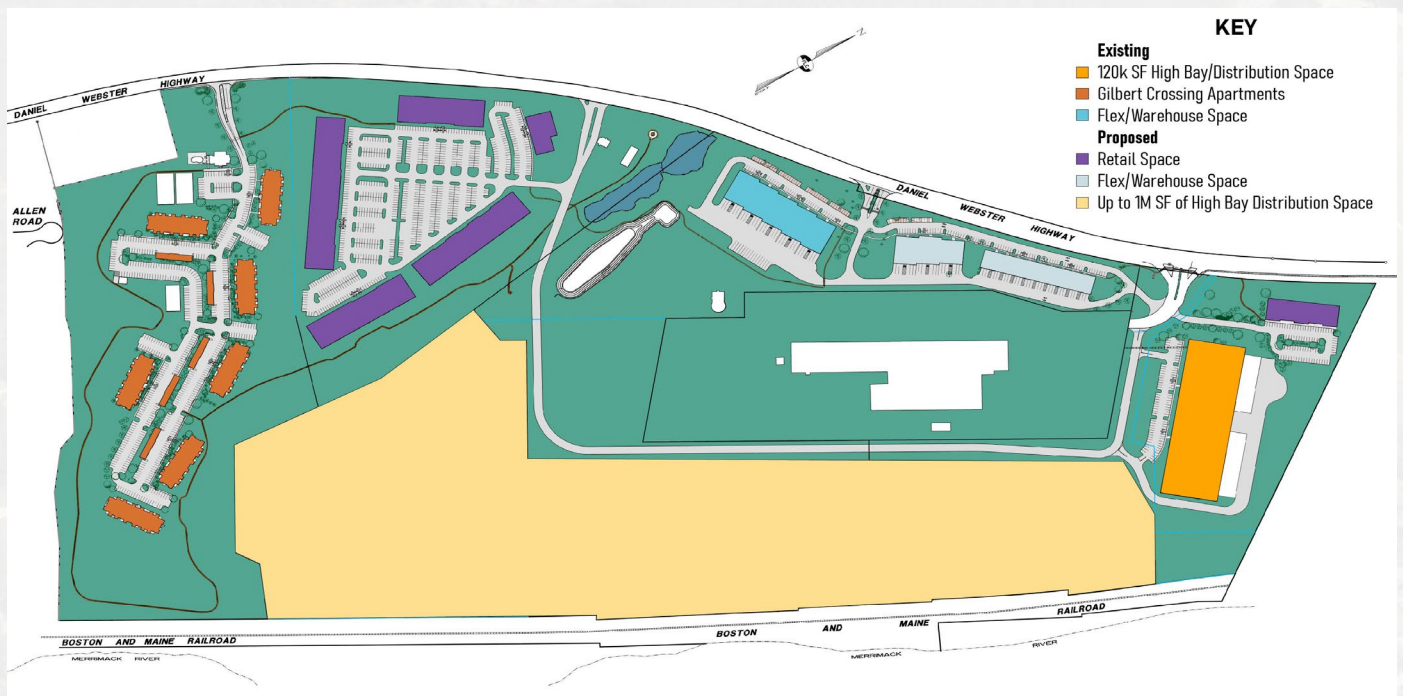 KEY
Existing
120k SF High Bay/Distribution Space
Gilbert Crossing Apartments
Flex/Warehouse Space
Proposed
Retail Space
Flex/Warehouse Space
Up to 1M SF of High Bay Distribution Space
N
DANIEL WEBSTER HIGHWAY
ALLEN
ROAD
DANIEL WEBSTER HIGHWAY
BOSTON AND MAINE RAILROAD
BOSTON AND MAINE RAILROAD
MERRIMACK RIVER
MERRIMACK RIVER